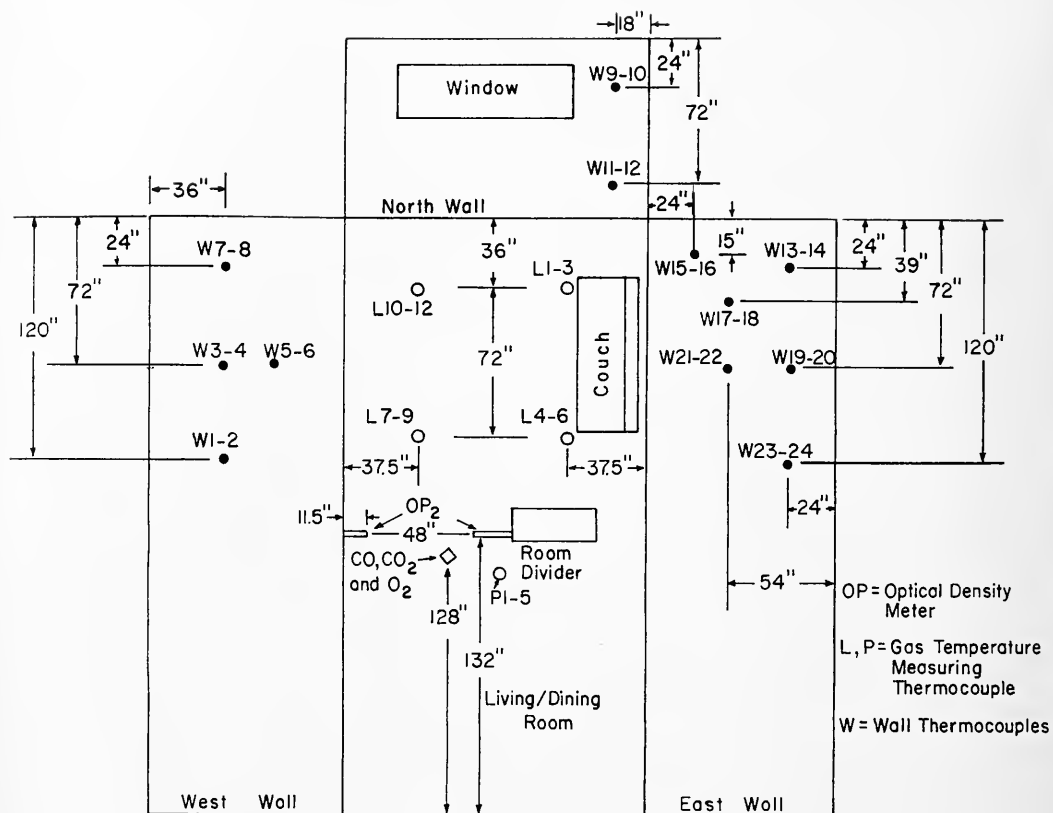 18"
24"
W9-10
Window
72"
W11-12
36"
North Wall
24"
24"
W7-8
72"
120"
W3-4
W5-6
W1-2
36"
L1-3
L10-12
72"
Couch
L7-9
L4-6
37.5"
37.5"
15"
W15-16
W13-14
24"
39"
W17-18
72"
W21-22
W19-20
120"
W23-24
24"
54"
11.5"
OP2
48"
CO, CO2
and O2
Room
Divider
P1-5
128"
132"
Living/Dining
Room
OP = Optical Density
Meter
L, P = Gas Temperature
Measuring
Thermocouple
W = Wall Thermocouples
West Wall
East Wall